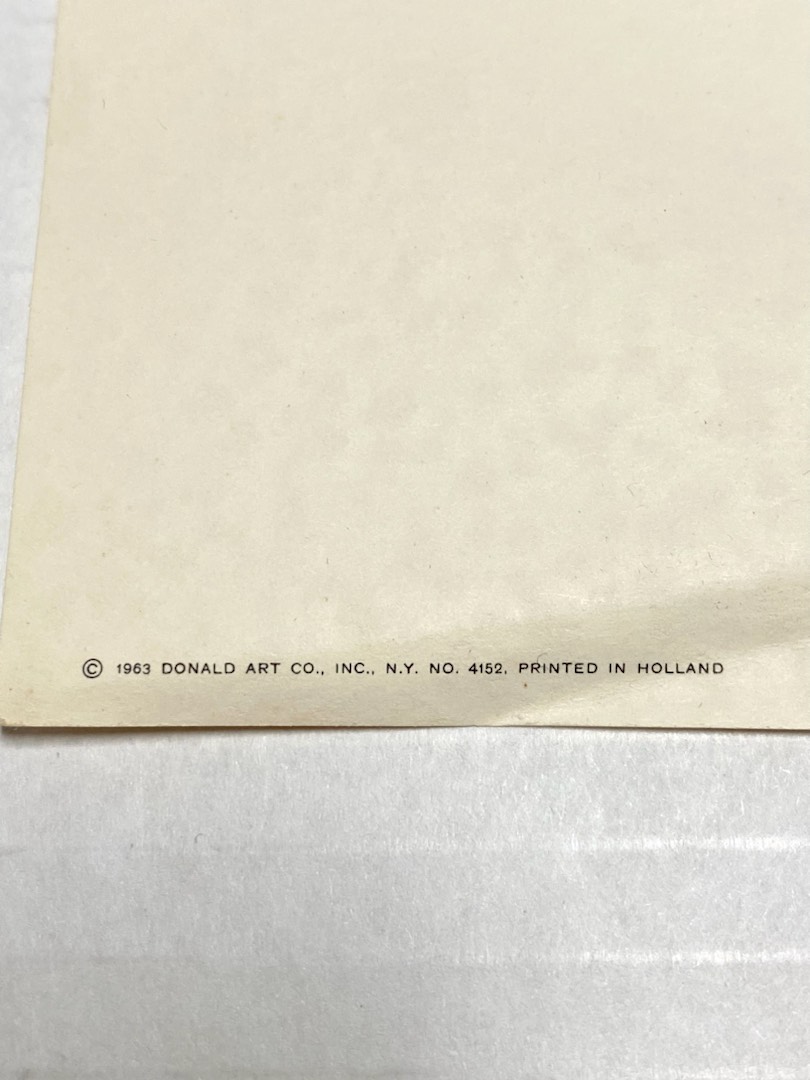 © 1963 DONALD ART CO., INC., N.Y. NO. 4152, PRINTED IN HOLLAND